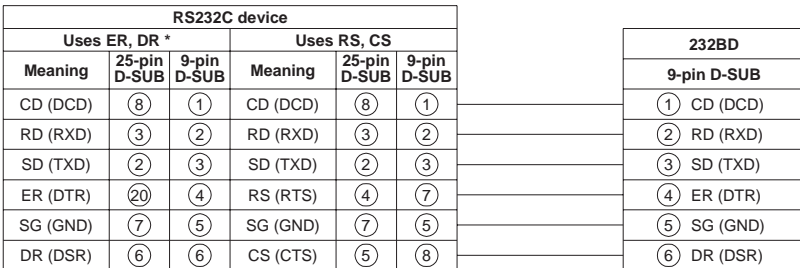 RS232C device
Uses ER, DR * Uses RS, CS 232BD
Meaning 25-pin D-SUB 9-pin D-SUB Meaning 25-pin D-SUB 9-pin D-SUB 9-pin D-SUB
CD (DCD) 8 1 CD (DCD) 8 1 1 CD (DCD)
RD (RXD) 3 2 RD (RXD) 3 2 2 RD (RXD)
SD (TXD) 2 3 SD (TXD) 2 3 3 SD (TXD)
ER (DTR) 20 4 RS (RTS) 4 7 4 ER (DTR)
SG (GND) 7 5 SG (GND) 7 5 5 SG (GND)
DR (DSR) 6 6 CS (CTS) 5 8 6 DR (DSR)